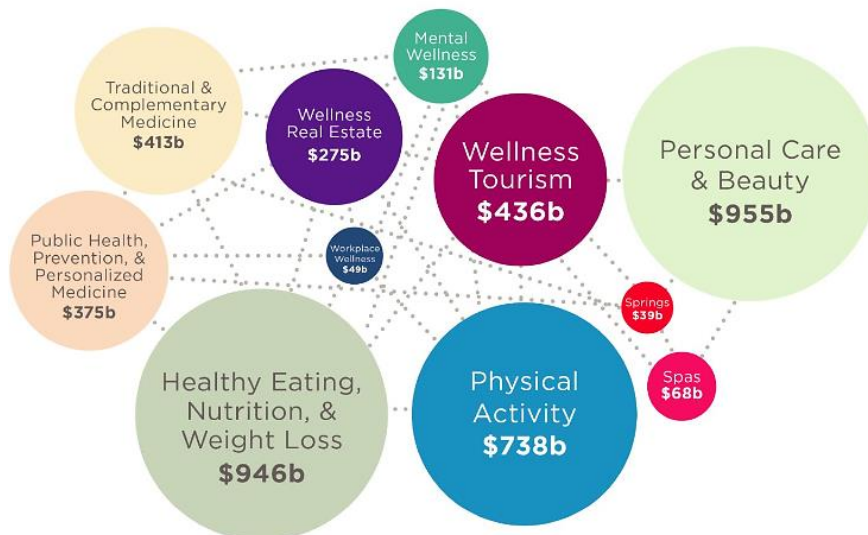 Mental
Wellness
$131b
Traditional &
Complementary
Medicine
$413b
Wellness
Real Estate
$275b
Wellness
Tourism
$436b
Personal Care
& Beauty
$955b
Public Health,
Prevention, &
Personalized
Medicine
$375b
Workplace
Wellness
$49b
Springs
$39b
Healthy Eating,
Nutrition, &
Weight Loss
$946b
Physical
Activity
$738b
Spas
$68b